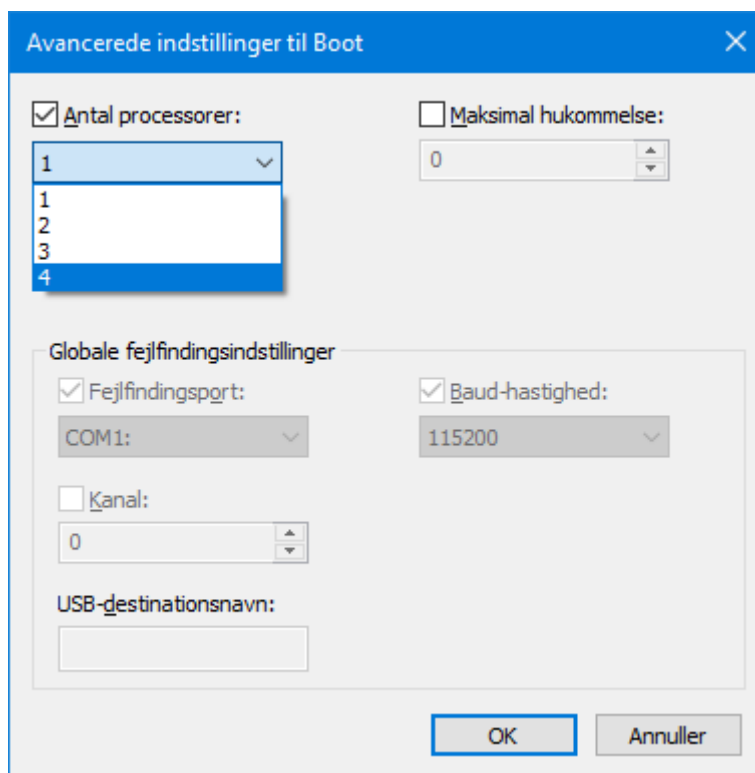 Avancerede indstillinger til Boot
Antal processorer:
Maksimal hukommelse:
1
0
1
2
3
4
Globale fejlfindingsindstillinger
Fejlfindingsport:
Baud-hastighed:
COM1:
115200
Kanal:
0
USB-destinationsnavn:
OK
Annuller